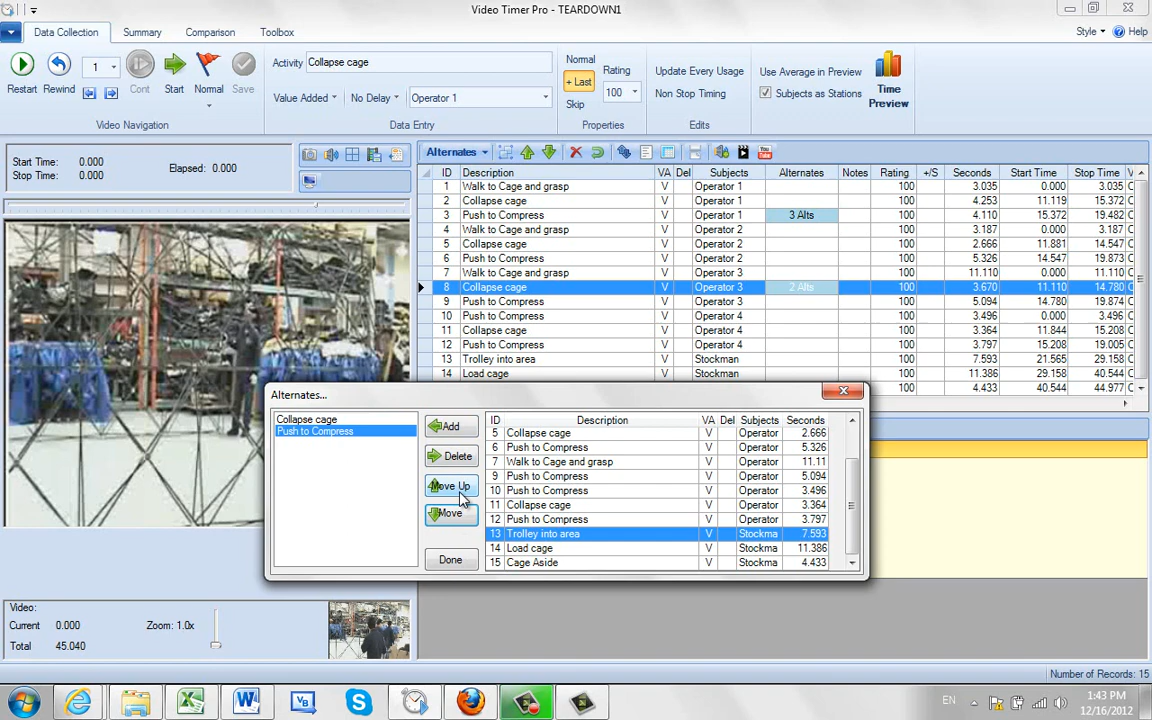 Video Timer Pro - TEARDOWN1
Data Collection Summary Comparison Toolbox Style Help
Restart Rewind 1 Cont Start Normal Save
Video Navigation
Activity Collapse cage
Value Added No Delay Operator 1
Data Entry
Normal
+ Last
Skip
Rating
100
Properties
Update Every Usage
Non Stop Timing
Edits
Use Average in Preview
Subjects as Stations
Time
Preview
Start Time: 0.000 Elapsed: 0.000
Stop Time: 0.000
Alternates
You
Tube
ID Description VA Del Subjects Alternates Notes Rating +/S Seconds Start Time Stop Time V
1 Walk to Cage and grasp V Operator 1 100 3.035 0.000 3.035 C
2 Collapse cage V Operator 1 100 4.253 11.119 15.372 C
3 Push to Compress V Operator 1 3 Alts 100 4.110 15.372 19.482 C
4 Walk to Cage and grasp V Operator 2 100 3.187 0.000 3.187 C
5 Collapse cage V Operator 2 100 2.666 11.881 14.547 C
6 Push to Compress V Operator 2 100 5.326 14.547 19.873 C
7 Walk to Cage and grasp V Operator 3 100 11.110 0.000 11.110 C
8 Collapse cage V Operator 3 2 Alts 100 3.670 11.110 14.780 C
9 Push to Compress V Operator 3 100 5.094 14.780 19.874 C
10 Push to Compress V Operator 4 100 3.496 0.000 3.496 C
11 Collapse cage V Operator 4 100 3.364 11.844 15.208 C
12 Push to Compress V Operator 4 100 3.797 15.208 19.005 C
13 Trolley into area V Stockman 100 7.593 21.565 29.158 C
14 Load cage V Stockman 100 11.386 29.158 40.544 C
100 4.433 40.544 44.977 C
Alternates...
Collapse cage
Push to Compress
Add
Delete
Move Up
Move
Done
ID Description VA Del Subjects Seconds
5 Collapse cage V Operator 2.666
6 Push to Compress V Operator 5.326
7 Walk to Cage and grasp V Operator 11.11
9 Push to Compress V Operator 5.094
10 Push to Compress V Operator 3.496
11 Collapse cage V Operator 3.364
12 Push to Compress V Operator 3.797
13 Trolley into area V Stockma 7.593
14 Load cage V Stockma 11.386
15 Cage Aside V Stockma 4.433
Video:
Current 0.000 Zoom: 1.0x
Total 45.040
Number of Records: 15
EN 1:43 PM
12/16/2012